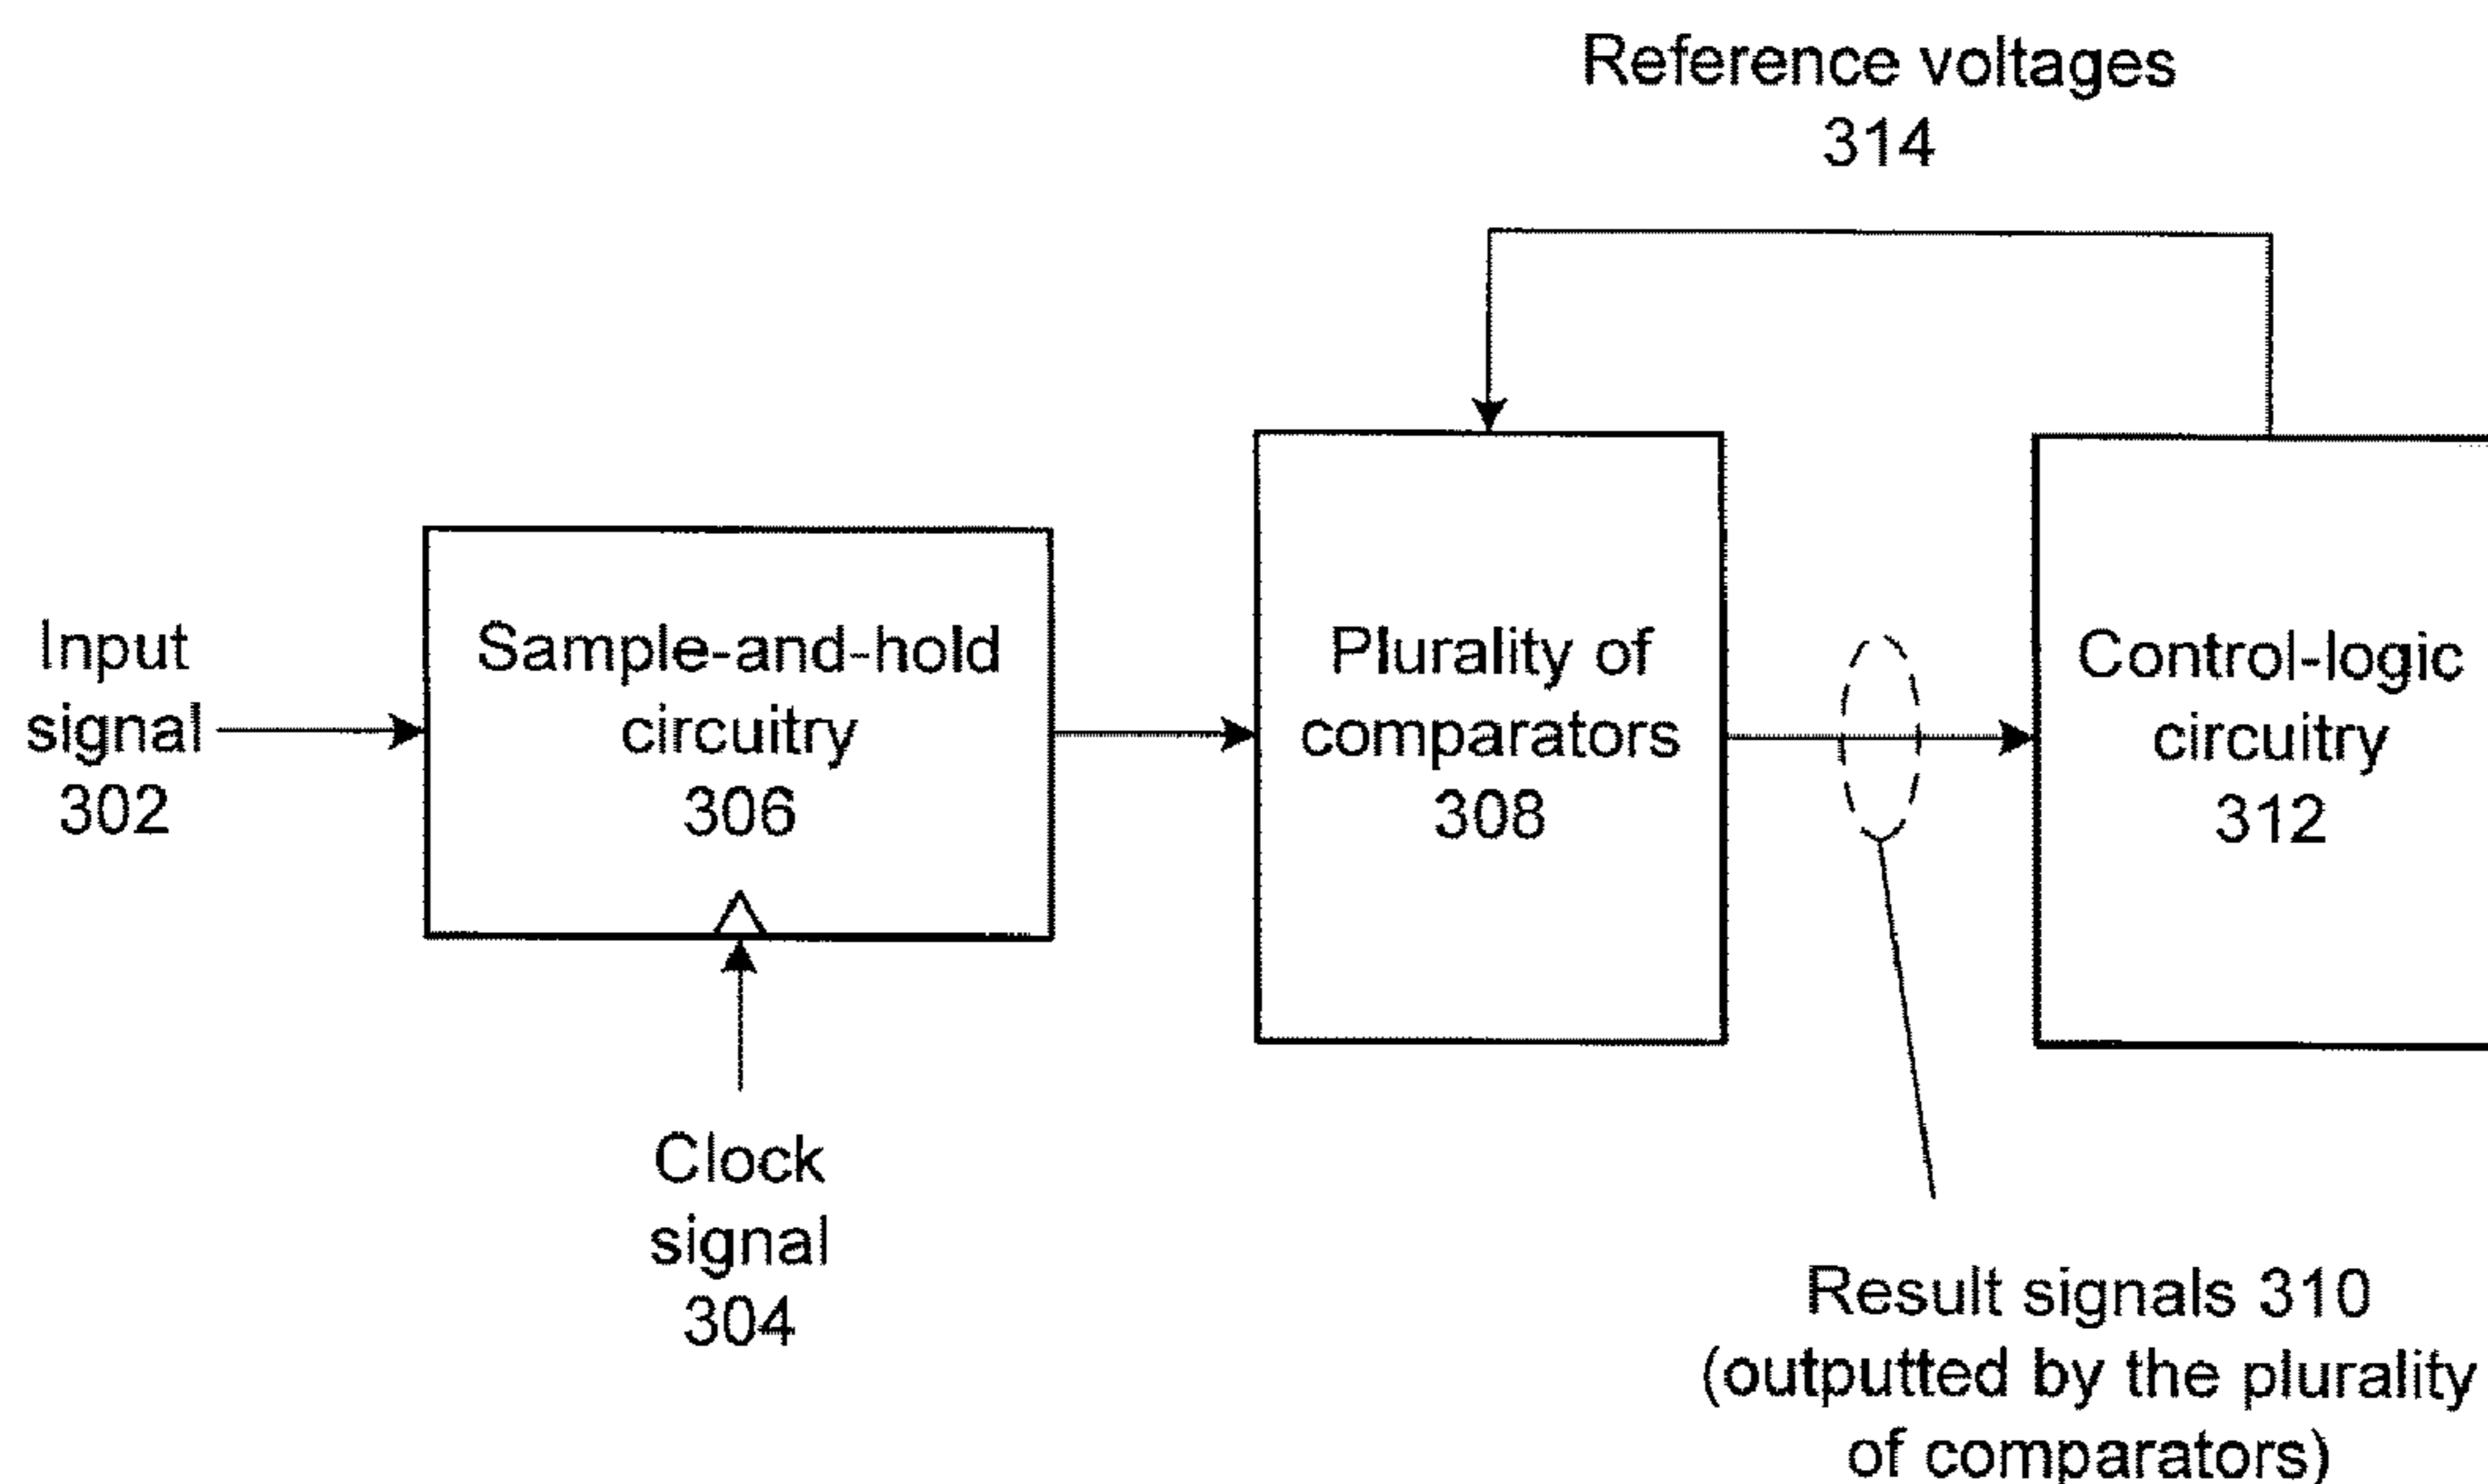 Reference voltages
314
Input
signal
302
Sample-and-hold
circuitry
306
Plurality of
comparators
308
Control-logic
circuitry
312
Clock
signal
304
Result signals 310
(outputted by the plurality
of comparators)